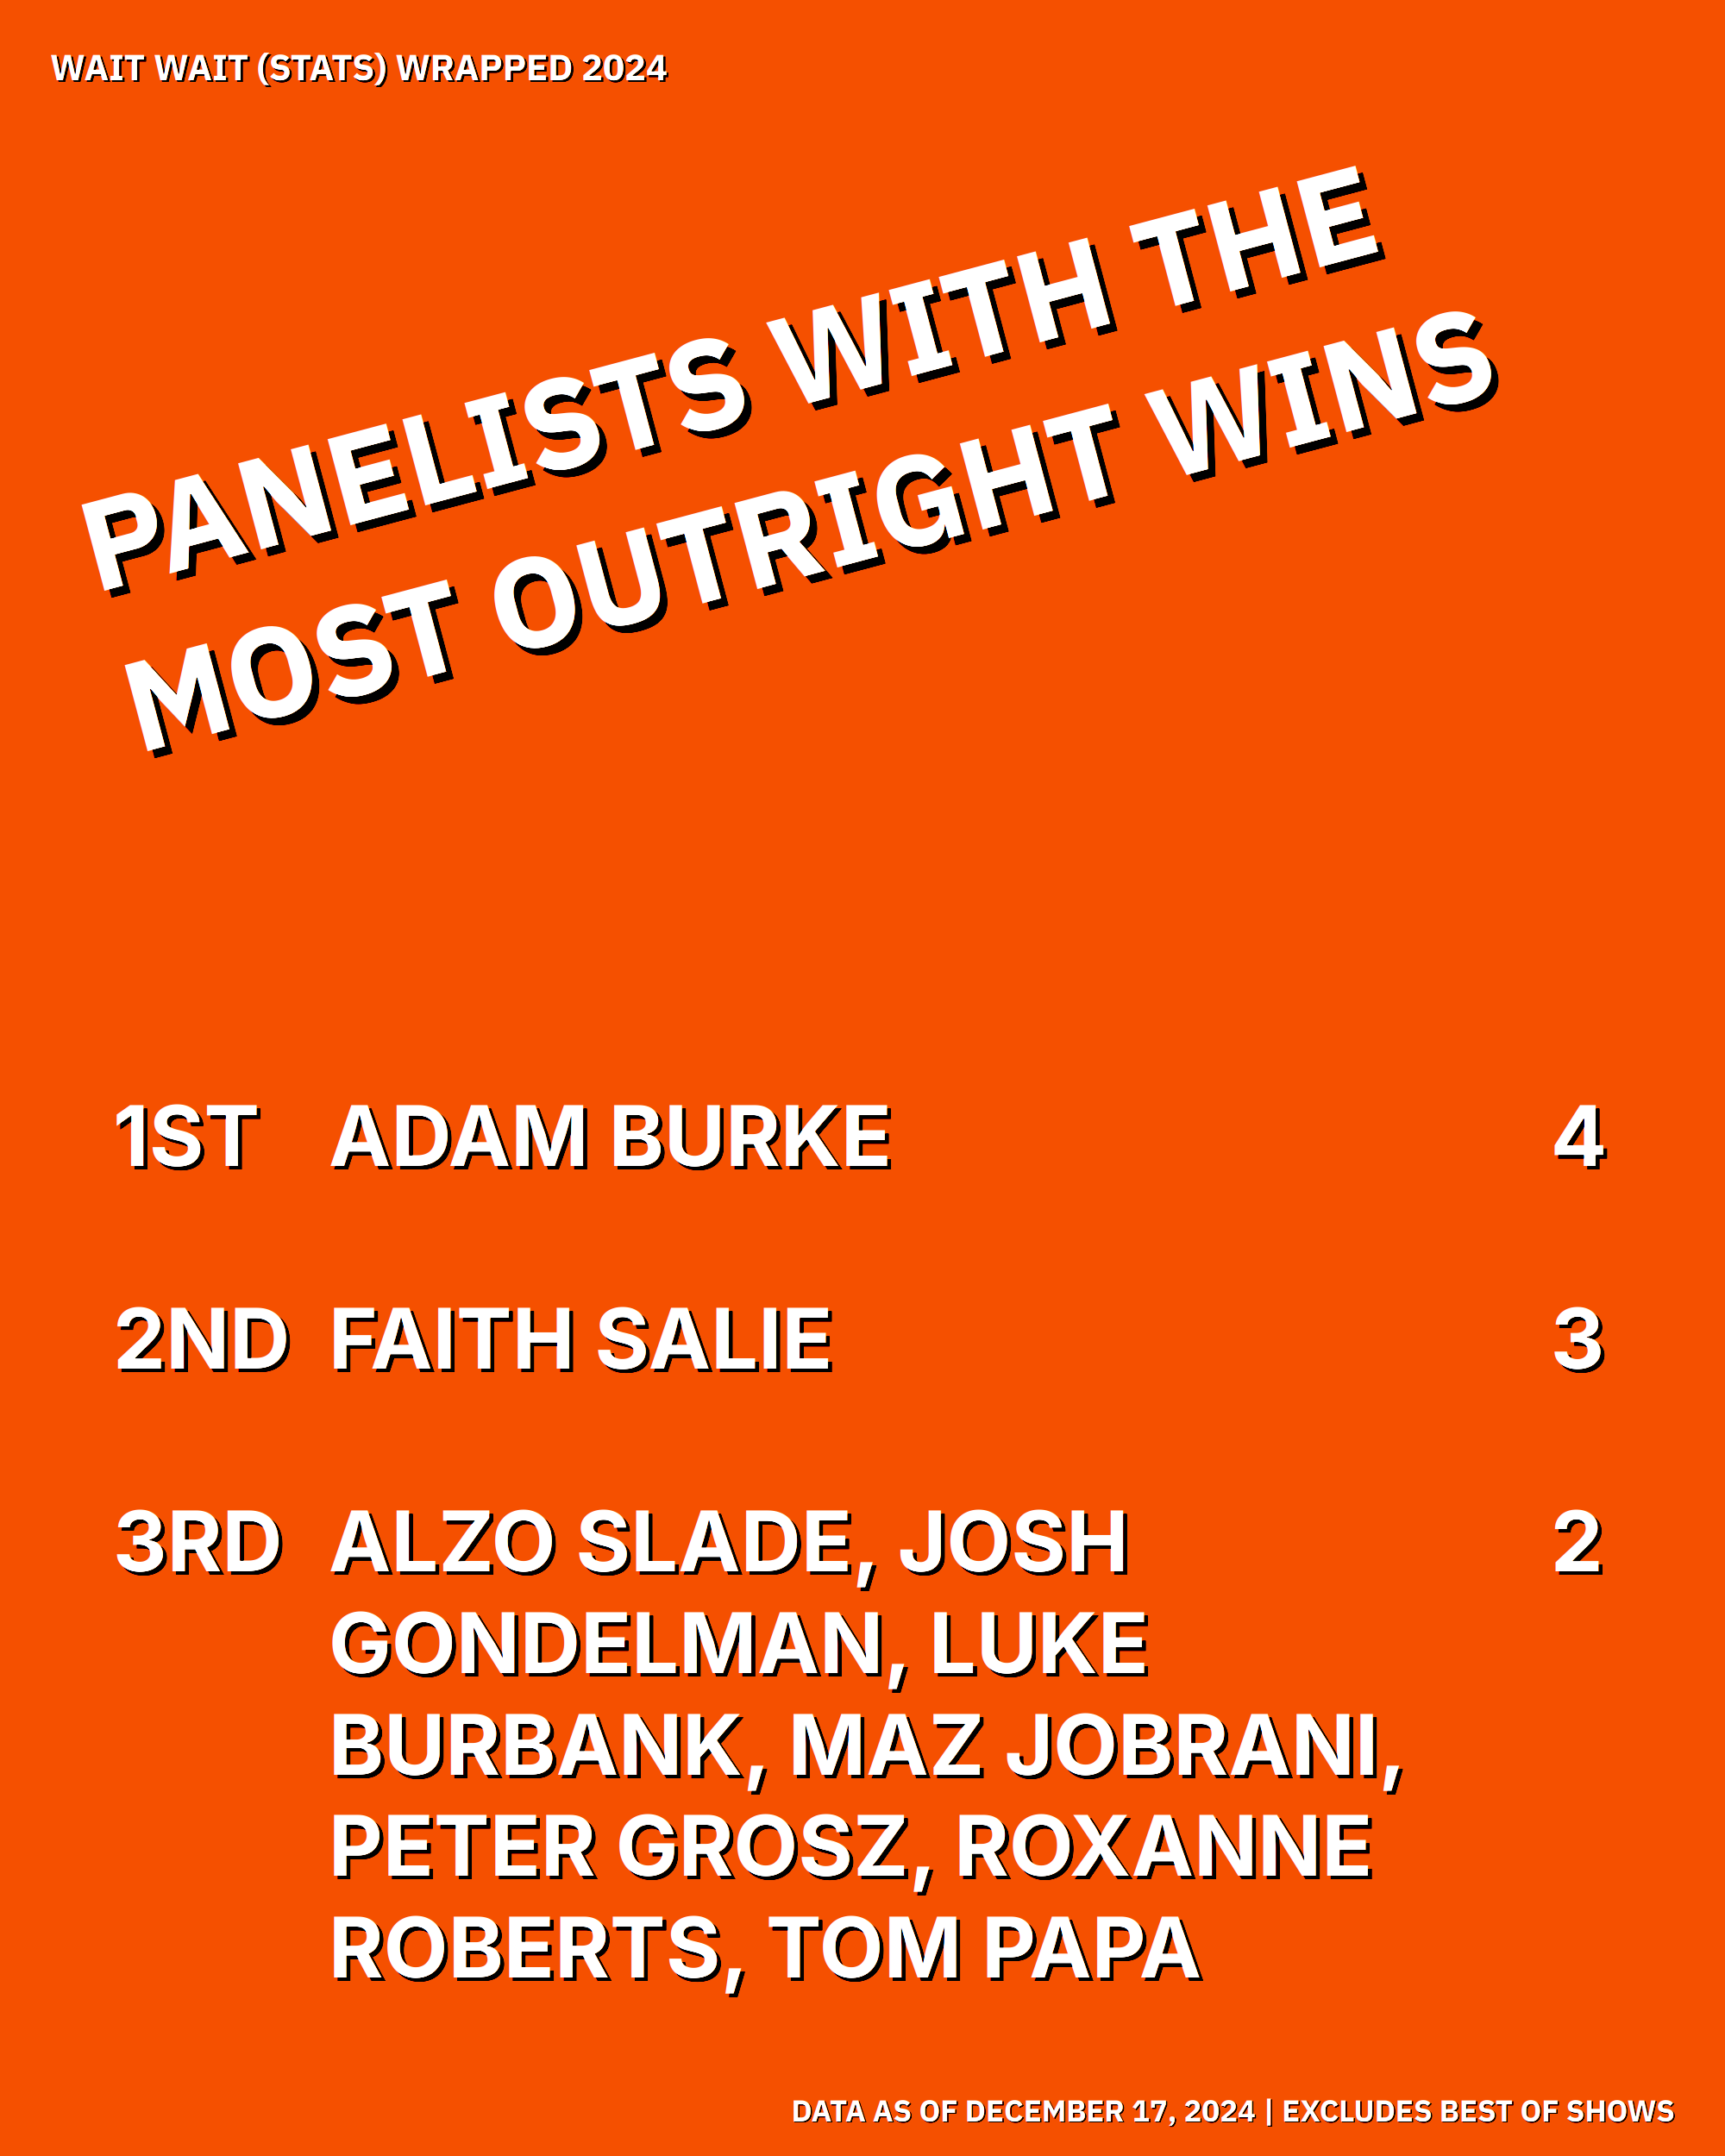 WAIT WAIT (STATS) WRAPPED 2024
PANELISTS WITH THE
MOST OUTRIGHT WINS
1ST ADAM BURKE 4
2ND FAITH SALIE 3
3RD ALZO SLADE, JOSH 2
GONDELMAN, LUKE
BURBANK, MAZ JOBRANI,
PETER GROSZ, ROXANNE
ROBERTS, TOM PAPA
DATA AS OF DECEMBER 17, 2024 | EXCLUDES BEST OF SHOWS